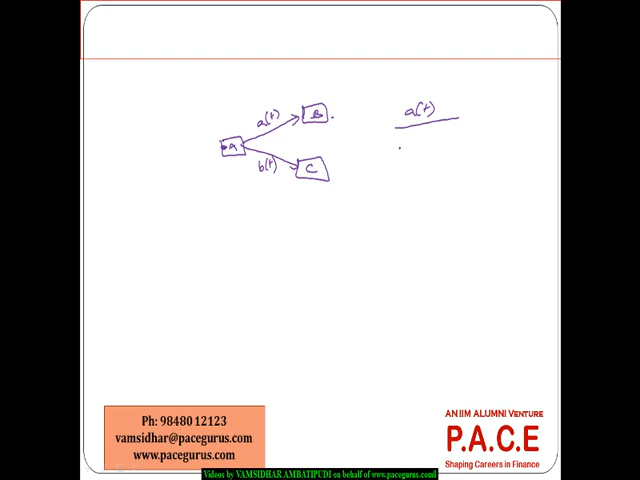 a(t)
B
A
b(t)
C
a(t)
Ph: 98480 12123
vamsidhar@pacegurus.com
www.pacegurus.com
AN IIM ALUMNI VENTURE
P.A.C.E
Shaping Careers in Finance
Videos by VAMSIDHAR AMBATIPUDI on behalf of www.pacegurus.com